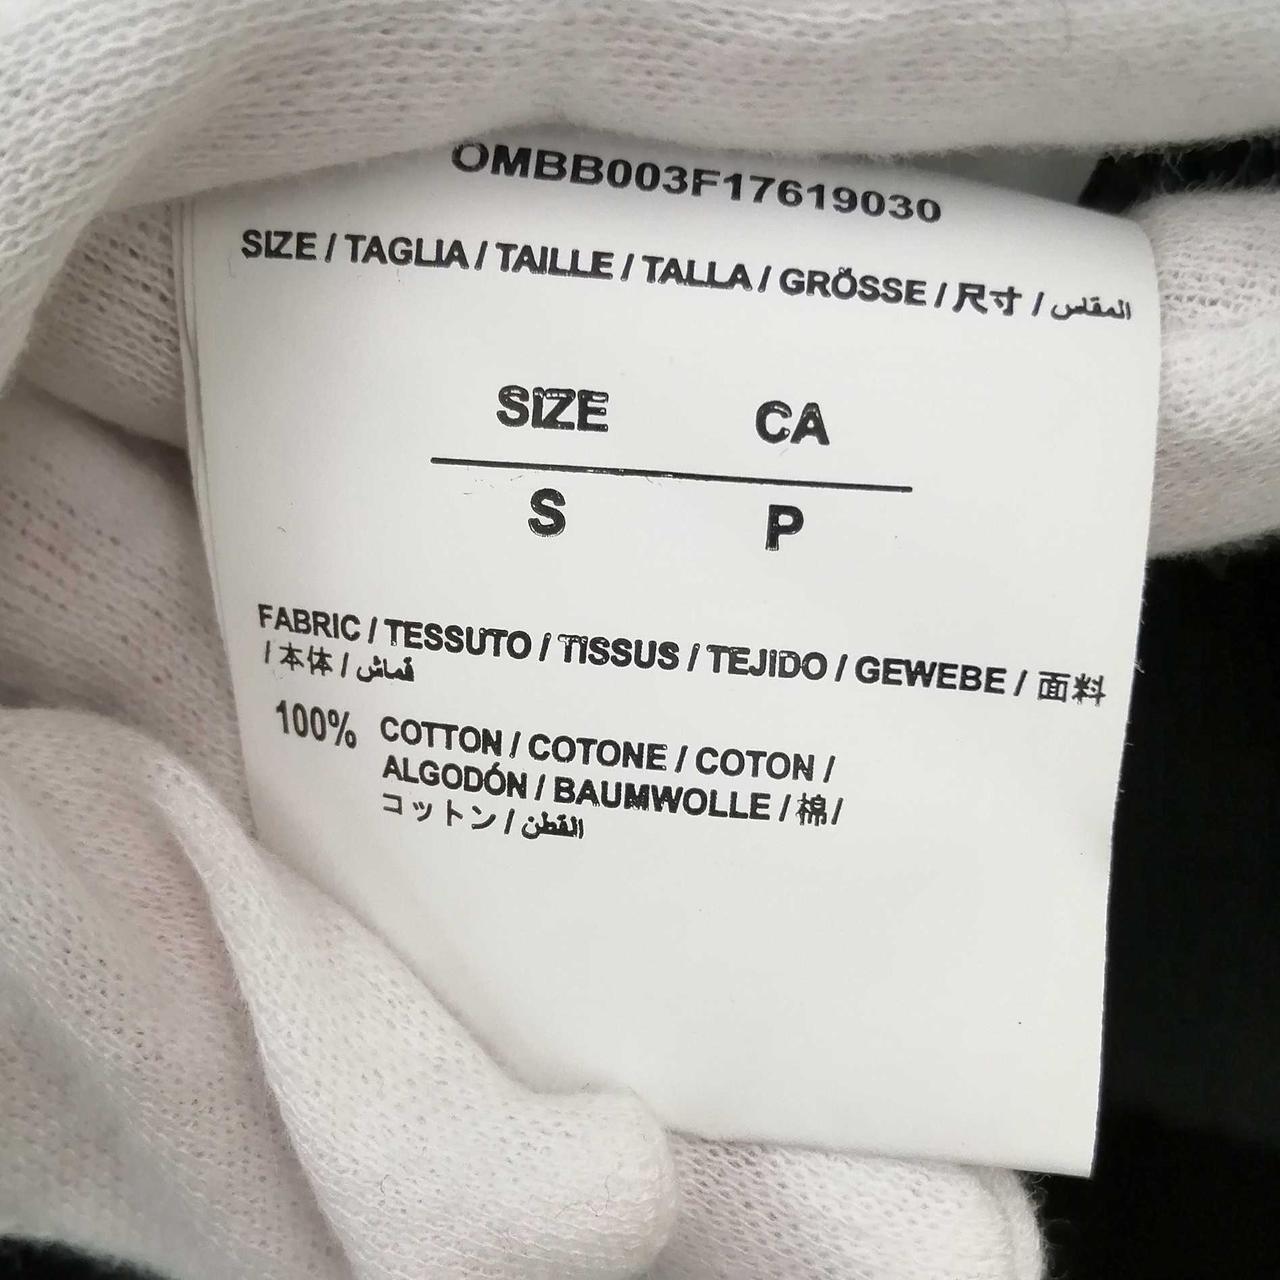 OMBB003F17619030
SIZE / TAGLIA / TAILLE / TALLA / GRÖSSE / 尺寸 / المقاس
SIZE CA
S P
FABRIC / TESSUTO / TISSUS / TEJIDO / GEWEBE / 面料
/ 本体 / قماش
100% COTTON / COTONE / COTON /
ALGODÓN / BAUMWOLLE / 棉/
コットン / القطن